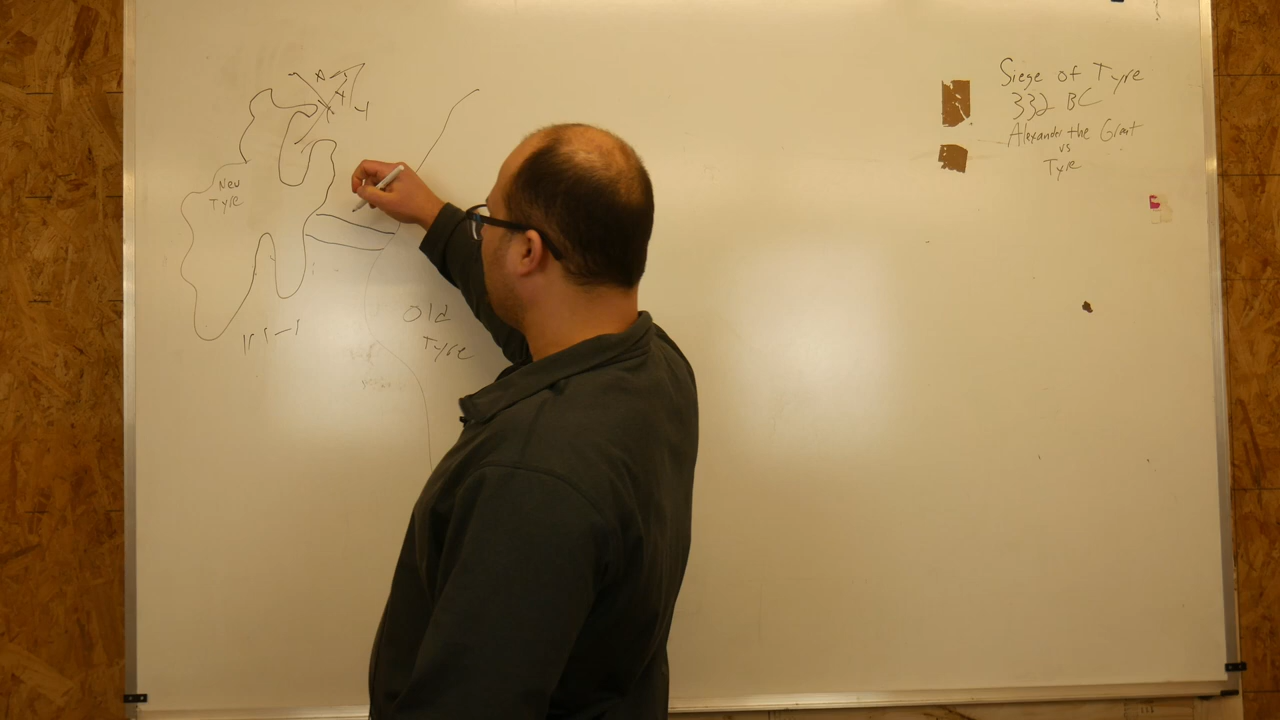 New
Tyre
Old
Tyre
Siege of Tyre
332 BC
Alexander the Great
vs
Tyre